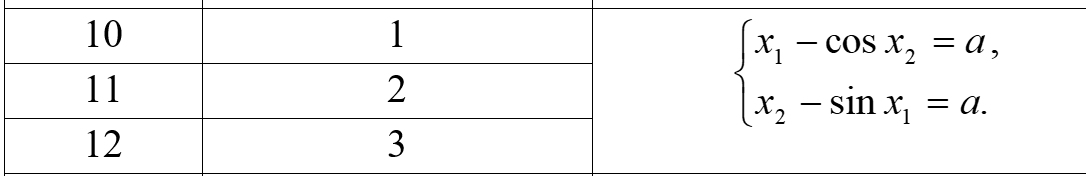 10 1
11 2
12 3
x₁ − cos x₂ = a,
x₂ − sin x₁ = a.